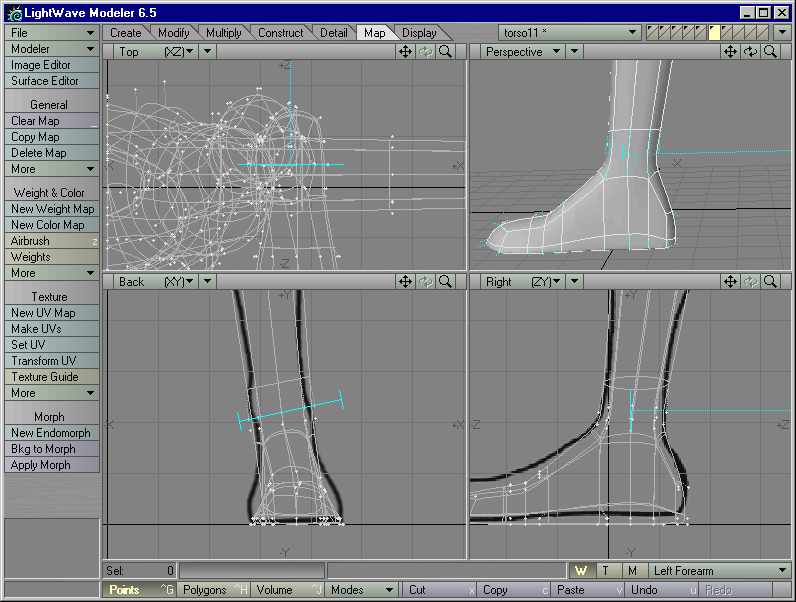 LightWave Modeler 6.5
File
Create Modify Multiply Construct Detail Map Display
torso11 *
Modeler
Top (XZ)
Perspective
Image Editor
Surface Editor
General
Clear Map _
Copy Map
Delete Map
More
Weight & Color
New Weight Map
New Color Map
Airbrush z
Weights
More
Texture
New UV Map
Make UVs
Set UV
Transform UV
Texture Guide
More
Morph
New Endomorph
Bkg to Morph
Apply Morph
+Z
X
+X
-Z
X
Back (XY)
Right (ZY)
+Y
X
+X
-Y
+Y
-Z
+Z
-Y
Sel: 0
W T M Left Forearm
Points ^G Polygons ^H Volume ^J Modes Cut x Copy c Paste v Undo u Redo